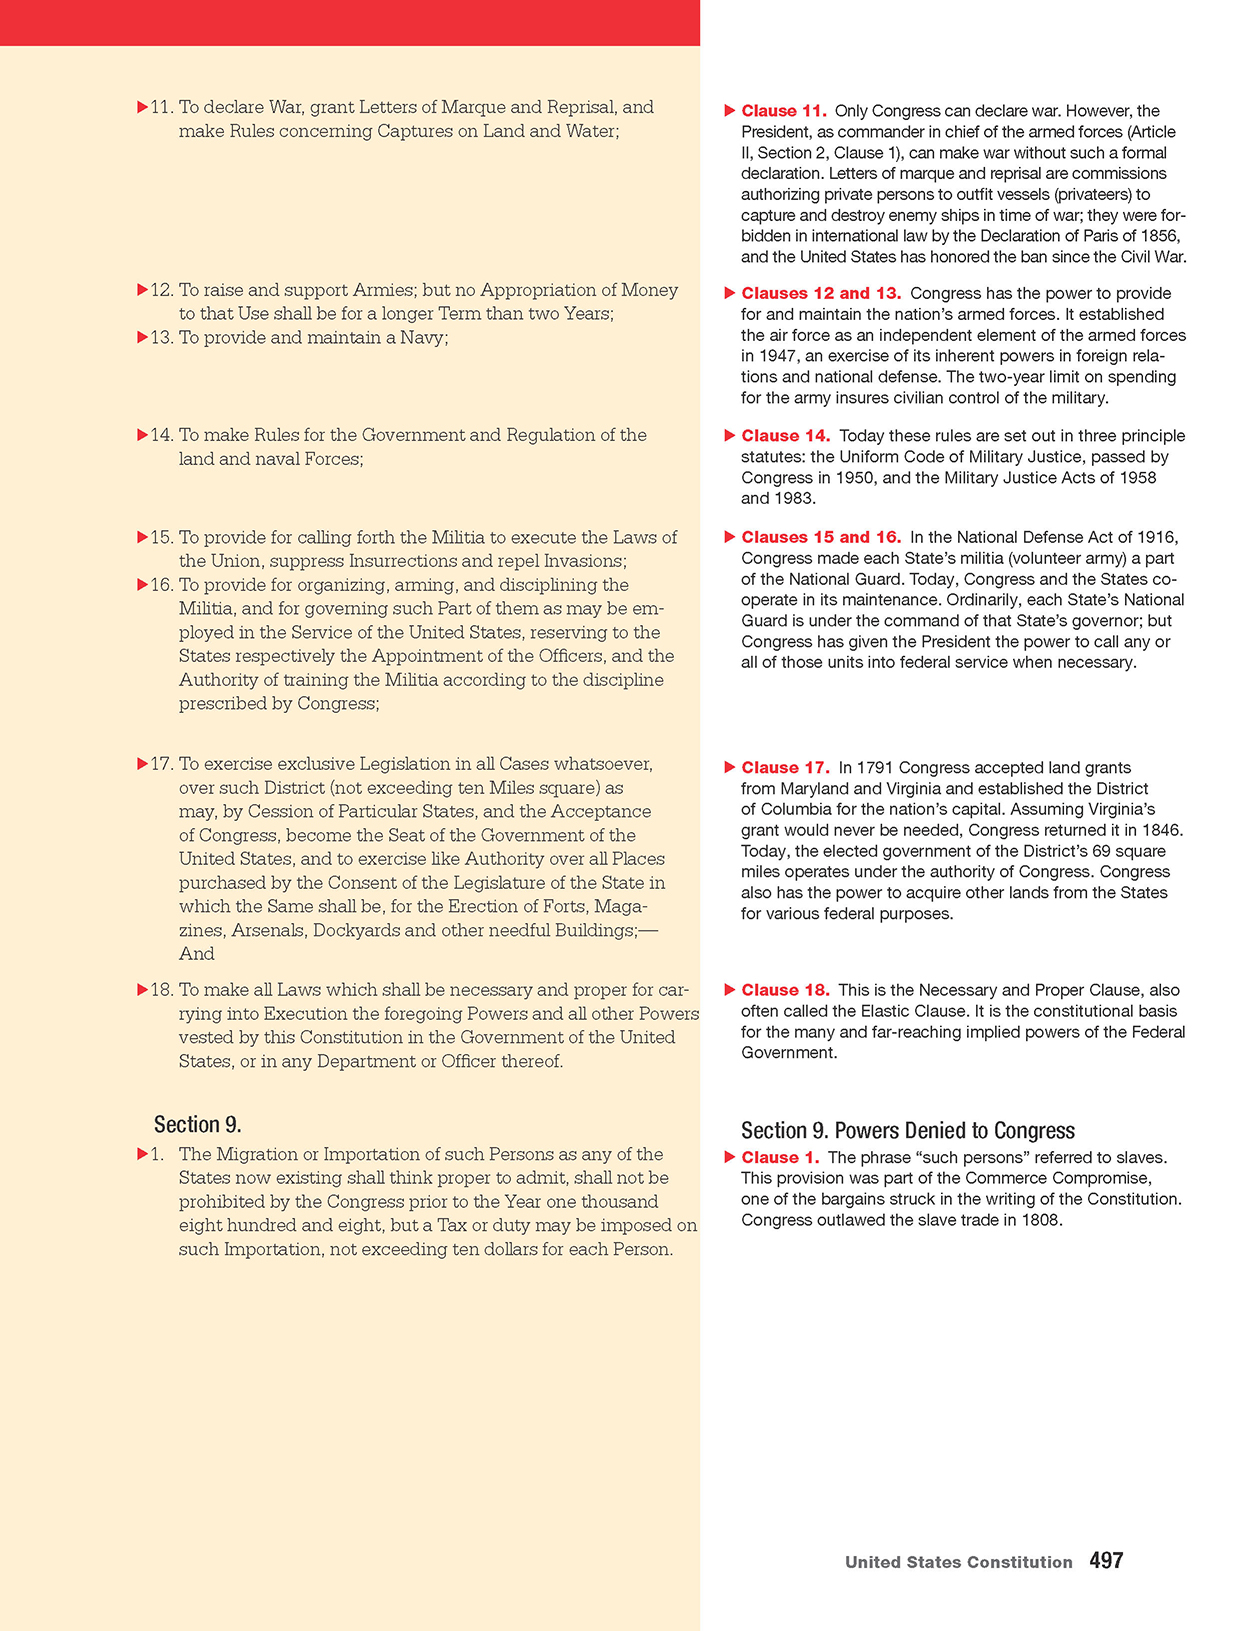 11. To declare War, grant Letters of Marque and Reprisal, and
make Rules concerning Captures on Land and Water;
12. To raise and support Armies; but no Appropriation of Money
to that Use shall be for a longer Term than two Years;
13. To provide and maintain a Navy;
14. To make Rules for the Government and Regulation of the
land and naval Forces;
15. To provide for calling forth the Militia to execute the Laws of
the Union, suppress Insurrections and repel Invasions;
16. To provide for organizing, arming, and disciplining the
Militia, and for governing such Part of them as may be em-
ployed in the Service of the United States, reserving to the
States respectively the Appointment of the Officers, and the
Authority of training the Militia according to the discipline
prescribed by Congress;
17. To exercise exclusive Legislation in all Cases whatsoever,
over such District (not exceeding ten Miles square) as
may, by Cession of Particular States, and the Acceptance
of Congress, become the Seat of the Government of the
United States, and to exercise like Authority over all Places
purchased by the Consent of the Legislature of the State in
which the Same shall be, for the Erection of Forts, Maga-
zines, Arsenals, Dockyards and other needful Buildings;—
And
18. To make all Laws which shall be necessary and proper for car-
rying into Execution the foregoing Powers and all other Powers
vested by this Constitution in the Government of the United
States, or in any Department or Officer thereof.
Section 9.
1. The Migration or Importation of such Persons as any of the
States now existing shall think proper to admit, shall not be
prohibited by the Congress prior to the Year one thousand
eight hundred and eight, but a Tax or duty may be imposed on
such Importation, not exceeding ten dollars for each Person.
Clause 11. Only Congress can declare war. However, the
President, as commander in chief of the armed forces (Article
II, Section 2, Clause 1), can make war without such a formal
declaration. Letters of marque and reprisal are commissions
authorizing private persons to outfit vessels (privateers) to
capture and destroy enemy ships in time of war; they were for-
bidden in international law by the Declaration of Paris of 1856,
and the United States has honored the ban since the Civil War.
Clauses 12 and 13. Congress has the power to provide
for and maintain the nation's armed forces. It established
the air force as an independent element of the armed forces
in 1947, an exercise of its inherent powers in foreign rela-
tions and national defense. The two-year limit on spending
for the army insures civilian control of the military.
Clause 14. Today these rules are set out in three principle
statutes: the Uniform Code of Military Justice, passed by
Congress in 1950, and the Military Justice Acts of 1958
and 1983.
Clauses 15 and 16. In the National Defense Act of 1916,
Congress made each State's militia (volunteer army) a part
of the National Guard. Today, Congress and the States co-
operate in its maintenance. Ordinarily, each State's National
Guard is under the command of that State's governor; but
Congress has given the President the power to call any or
all of those units into federal service when necessary.
Clause 17. In 1791 Congress accepted land grants
from Maryland and Virginia and established the District
of Columbia for the nation's capital. Assuming Virginia's
grant would never be needed, Congress returned it in 1846.
Today, the elected government of the District's 69 square
miles operates under the authority of Congress. Congress
also has the power to acquire other lands from the States
for various federal purposes.
Clause 18. This is the Necessary and Proper Clause, also
often called the Elastic Clause. It is the constitutional basis
for the many and far-reaching implied powers of the Federal
Government.
Section 9. Powers Denied to Congress
Clause 1. The phrase “such persons” referred to slaves.
This provision was part of the Commerce Compromise,
one of the bargains struck in the writing of the Constitution.
Congress outlawed the slave trade in 1808.
United States Constitution 497